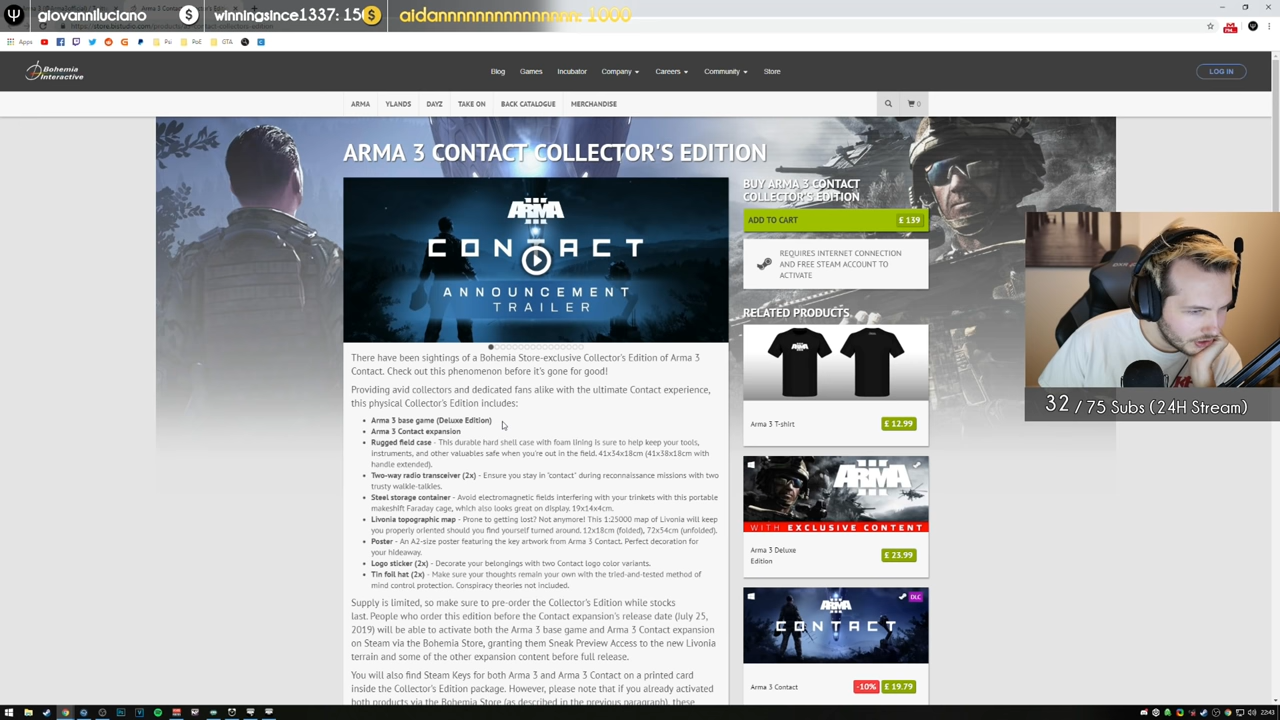 giovanniluciano
winningsince1337: 150
aidannnnnnnnnnnnnn: 1000
Apps
Psi
PoE
GTA
Bohemia Interactive
Blog
Games
Incubator
Company
Careers
Community
Store
LOG IN
ARMA
YLANDS
DAYZ
TAKE ON
BACK CATALOGUE
MERCHANDISE
0
ARMA 3 CONTACT COLLECTOR'S EDITION
ARMA III
CONTACT
ANNOUNCEMENT
TRAILER
There have been sightings of a Bohemia Store-exclusive Collector's Edition of Arma 3
Contact. Check out this phenomenon before it's gone for good!
Providing avid collectors and dedicated fans alike with the ultimate Contact experience,
this physical Collector's Edition includes:
Arma 3 base game (Deluxe Edition)
Arma 3 Contact expansion
Rugged field case - This durable hard shell case with foam lining is sure to help keep your tools,
instruments, and other valuables safe when you're out in the field. 41x34x18cm (41x38x18cm with
handle extended).
Two-way radio transceiver (2x) - Ensure you stay in "contact" during reconnaissance missions with two
trusty walkie-talkies.
Steel storage container - Avoid electromagnetic fields interfering with your trinkets with this portable
makeshift Faraday cage, which also looks great on display. 19x14x4cm.
Livonia topographic map - Prone to getting lost? Not anymore! This 1:25000 map of Livonia will keep
you properly oriented should you find yourself turned around. 12x18cm (folded), 72x54cm (unfolded).
Poster - An A2-size poster featuring the key artwork from Arma 3 Contact. Perfect decoration for
your hideaway.
Logo sticker (2x) - Decorate your belongings with two Contact logo color variants.
Tin foil hat (2x) - Make sure your thoughts remain your own with the tried-and-tested method of
mind control protection. Conspiracy theories not included.
Supply is limited, so make sure to pre-order the Collector's Edition while stocks
last. People who order this edition before the Contact expansion's release date (July 25,
2019) will be able to activate both the Arma 3 base game and Arma 3 Contact expansion
on Steam via the Bohemia Store, granting them Sneak Preview Access to the new Livonia
terrain and some of the other expansion content before full release.
You will also find Steam Keys for both Arma 3 and Arma 3 Contact on a printed card
inside the Collector's Edition package. However, please note that if you already activated
both products via the Bohemia Store (as described in the previous paragraph), these
BUY ARMA 3 CONTACT
COLLECTOR'S EDITION
ADD TO CART
£ 139
REQUIRES INTERNET CONNECTION
AND FREE STEAM ACCOUNT TO
ACTIVATE
RELATED PRODUCTS
Arma 3 T-shirt
£ 12.99
ARMA III
WITH EXCLUSIVE CONTENT
Arma 3 Deluxe
Edition
£ 23.99
DLC
ARMA III
CONTACT
Arma 3 Contact
-10%
£ 19.79
32 / 75 Subs (24H Stream)
22:43